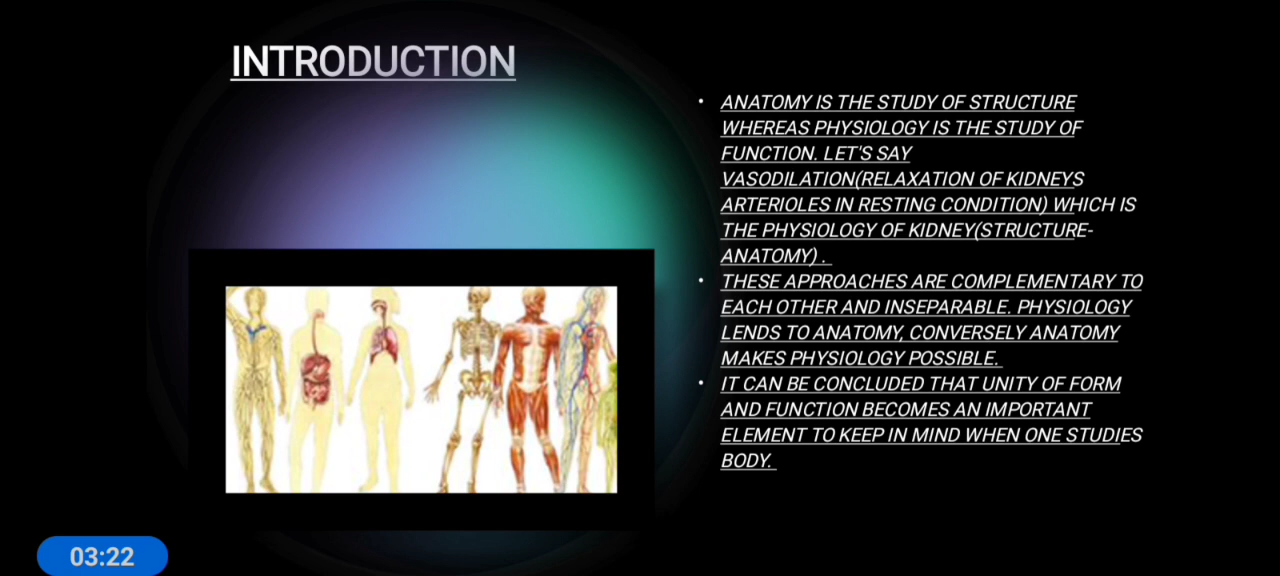 INTRODUCTION
• ANATOMY IS THE STUDY OF STRUCTURE
WHEREAS PHYSIOLOGY IS THE STUDY OF
FUNCTION. LET'S SAY
VASODILATION(RELAXATION OF KIDNEYS
ARTERIOLES IN RESTING CONDITION) WHICH IS
THE PHYSIOLOGY OF KIDNEY(STRUCTURE-
ANATOMY) .
• THESE APPROACHES ARE COMPLEMENTARY TO
EACH OTHER AND INSEPARABLE. PHYSIOLOGY
LENDS TO ANATOMY, CONVERSELY ANATOMY
MAKES PHYSIOLOGY POSSIBLE.
• IT CAN BE CONCLUDED THAT UNITY OF FORM
AND FUNCTION BECOMES AN IMPORTANT
ELEMENT TO KEEP IN MIND WHEN ONE STUDIES
BODY.
03:22